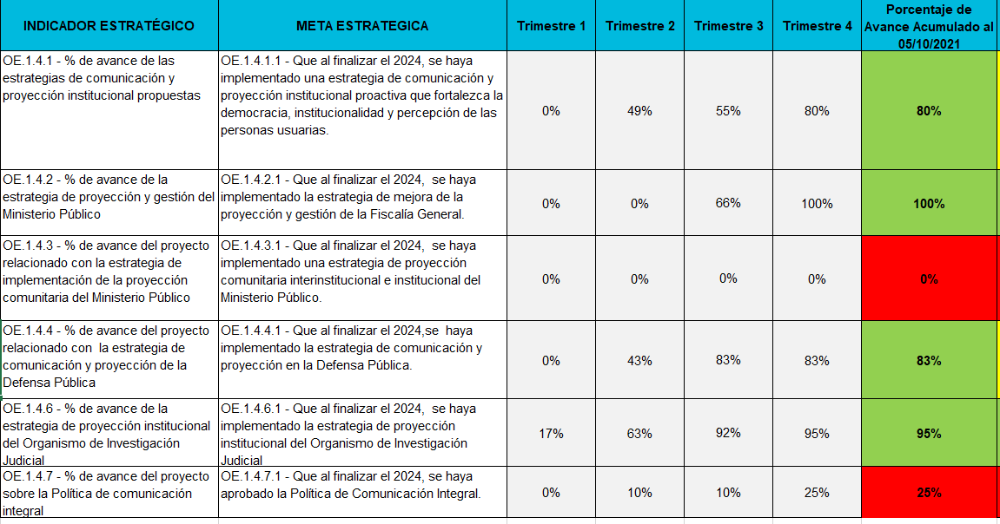 INDICADOR ESTRATÉGICO
META ESTRATEGICA
Trimestre 1
Trimestre 2
Trimestre 3
Trimestre 4
Porcentaje de
Avance Acumulado al
05/10/2021
OE.1.4.1 - % de avance de las
estrategias de comunicación y
proyección institucional propuestas
OE.1.4.1.1 - Que al finalizar el 2024, se haya
implementado una estrategia de comunicación y
proyección institucional proactiva que fortalezca la
democracia, institucionalidad y percepción de las
personas usuarias.
0%
49%
55%
80%
80%
OE.1.4.2 - % de avance de la
estrategia de proyección y gestión del
Ministerio Público
OE.1.4.2.1 - Que al finalizar el 2024,  se haya
implementado la estrategia de mejora de la
proyección y gestión de la Fiscalía General.
0%
0%
66%
100%
100%
OE.1.4.3 - % de avance del proyecto
relacionado con la estrategia de
implementación de la proyección
comunitaria del Ministerio Público
OE.1.4.3.1 - Que al finalizar el 2024,  se haya
implementado una estrategia de proyección
comunitaria interinstitucional e institucional del
Ministerio Público.
0%
0%
0%
0%
0%
OE.1.4.4 - % de avance del proyecto
relacionado con  la estrategia de
comunicación y proyección de la
Defensa Pública
OE.1.4.4.1 - Que al finalizar el 2024,se  haya
implementado la estrategia de comunicación y
proyección en la Defensa Pública.
0%
43%
83%
83%
83%
OE.1.4.6 - % de avance de la
estrategia de proyección institucional
del Organismo de Investigación
Judicial
OE.1.4.6.1 - Que al finalizar el 2024,  se haya
implementado la estrategia de proyección
institucional del Organismo de Investigación
Judicial
17%
63%
92%
95%
95%
OE.1.4.7 - % de avance del proyecto
sobre la Política de comunicación
integral
OE.1.4.7.1 - Que al finalizar el 2024, se haya
aprobado la Política de Comunicación Integral.
0%
10%
10%
25%
25%